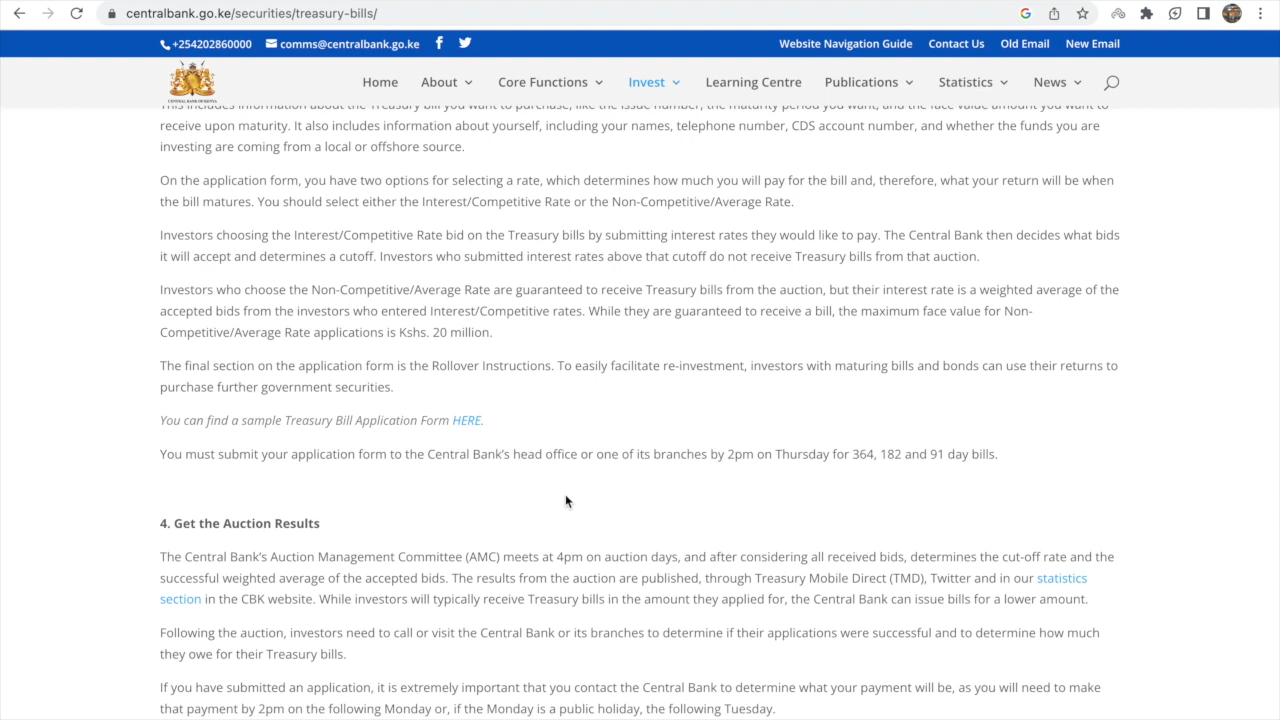 centralbank.go.ke/securities/treasury-bills/
+254202860000 comms@centralbank.go.ke Website Navigation Guide Contact Us Old Email New Email
CENTRAL BANK OF KENYA
Home About Core Functions Invest Learning Centre Publications Statistics News
This includes information about the Treasury bill you want to purchase, like the issue number, the maturity period you want, and the face value amount you want to
receive upon maturity. It also includes information about yourself, including your names, telephone number, CDS account number, and whether the funds you are
investing are coming from a local or offshore source.
On the application form, you have two options for selecting a rate, which determines how much you will pay for the bill and, therefore, what your return will be when
the bill matures. You should select either the Interest/Competitive Rate or the Non-Competitive/Average Rate.
Investors choosing the Interest/Competitive Rate bid on the Treasury bills by submitting interest rates they would like to pay. The Central Bank then decides what bids
it will accept and determines a cutoff. Investors who submitted interest rates above that cutoff do not receive Treasury bills from that auction.
Investors who choose the Non-Competitive/Average Rate are guaranteed to receive Treasury bills from the auction, but their interest rate is a weighted average of the
accepted bids from the investors who entered Interest/Competitive rates. While they are guaranteed to receive a bill, the maximum face value for Non-
Competitive/Average Rate applications is Kshs. 20 million.
The final section on the application form is the Rollover Instructions. To easily facilitate re-investment, investors with maturing bills and bonds can use their returns to
purchase further government securities.
You can find a sample Treasury Bill Application Form HERE.
You must submit your application form to the Central Bank's head office or one of its branches by 2pm on Thursday for 364, 182 and 91 day bills.
4. Get the Auction Results
The Central Bank's Auction Management Committee (AMC) meets at 4pm on auction days, and after considering all received bids, determines the cut-off rate and the
successful weighted average of the accepted bids. The results from the auction are published, through Treasury Mobile Direct (TMD), Twitter and in our statistics
section in the CBK website. While investors will typically receive Treasury bills in the amount they applied for, the Central Bank can issue bills for a lower amount.
Following the auction, investors need to call or visit the Central Bank or its branches to determine if their applications were successful and to determine how much
they owe for their Treasury bills.
If you have submitted an application, it is extremely important that you contact the Central Bank to determine what your payment will be, as you will need to make
that payment by 2pm on the following Monday or, if the Monday is a public holiday, the following Tuesday.